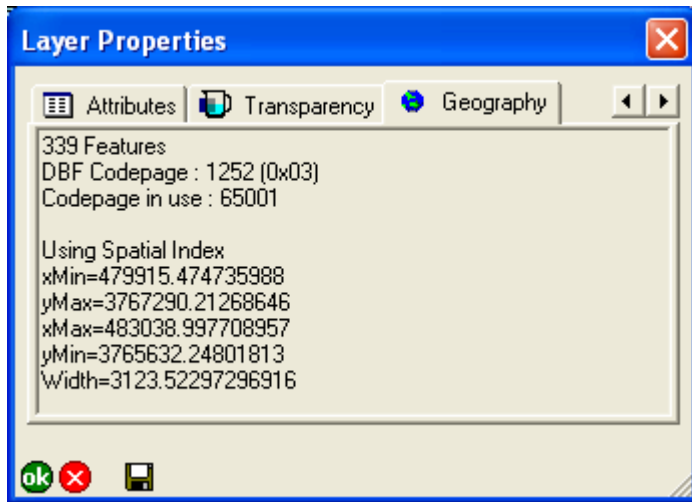 Layer Properties
Attributes Transparency Geography
339 Features
DBF Codepage : 1252 (0x03)
Codepage in use : 65001
Using Spatial Index
xMin=479915.474735988
yMax=3767290.21268646
xMax=483038.997708957
yMin=3765632.24801813
Width=3123.52297296916
ok